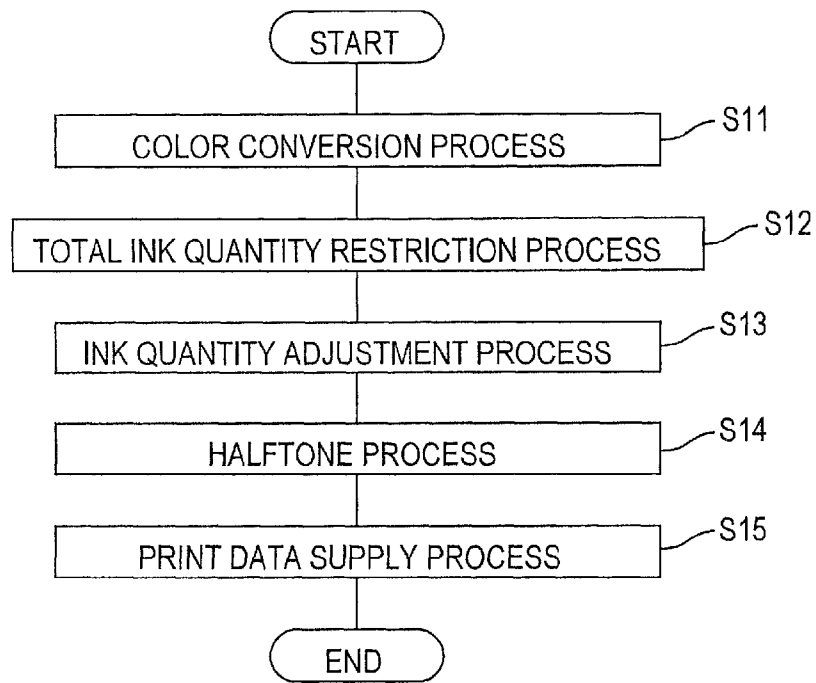 START
COLOR CONVERSION PROCESS
S11
TOTAL INK QUANTITY RESTRICTION PROCESS
S12
INK QUANTITY ADJUSTMENT PROCESS
S13
HALFTONE PROCESS
S14
PRINT DATA SUPPLY PROCESS
S15
END